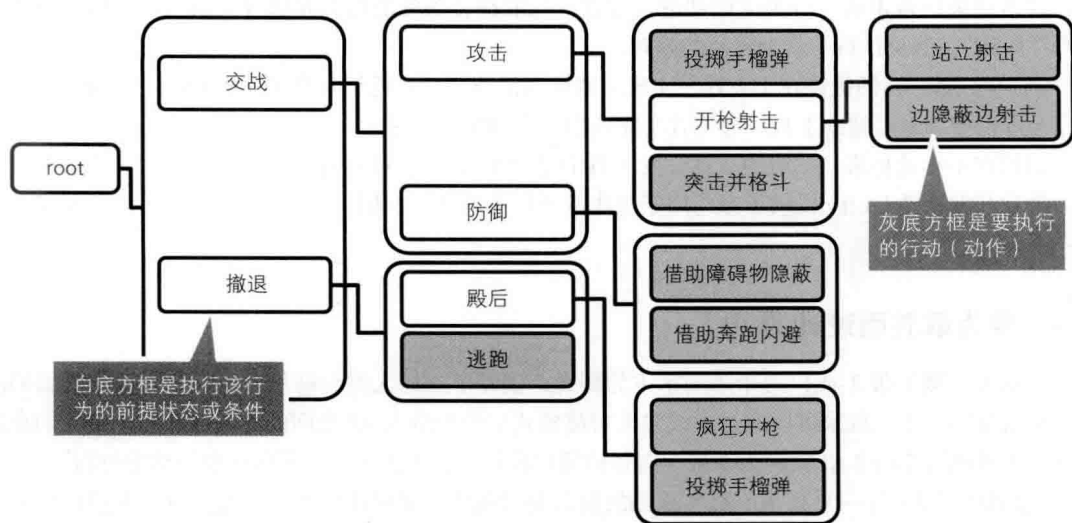 root
交战
撤退
白底方框是执行该行
为的前提状态或条件
攻击
防御
殿后
逃跑
投掷手榴弹
开枪射击
突击并格斗
借助障碍物隐蔽
借助奔跑闪避
疯狂开枪
投掷手榴弹
站立射击
边隐蔽边射击
灰底方框是要执行
的行动（动作）